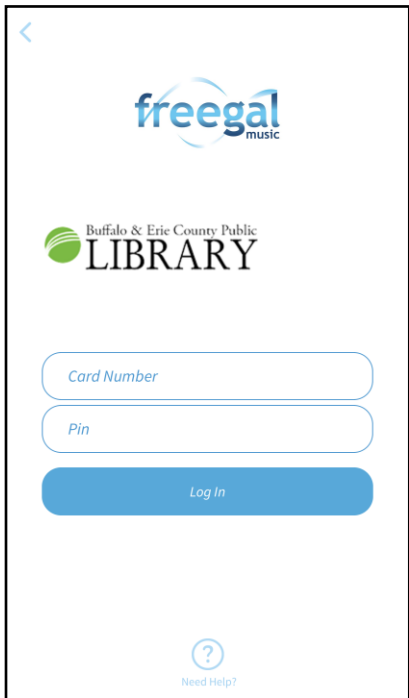 freegal
music
Buffalo & Erie County Public
LIBRARY
Card Number
Pin
Log In
?
Need Help?